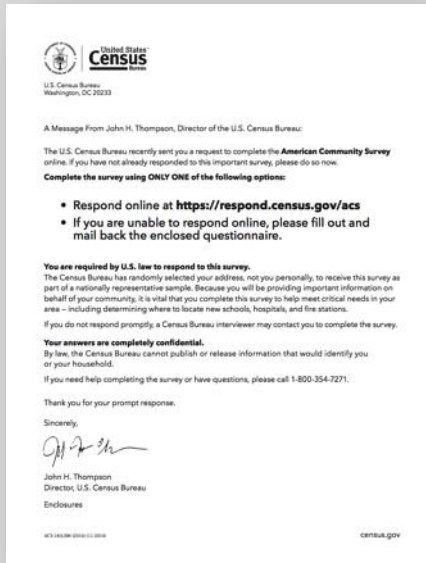 United States®
Census
Bureau
U.S. Census Bureau
Washington, DC 20233
A Message From John H. Thompson, Director of the U.S. Census Bureau:
The U.S. Census Bureau recently sent you a request to complete the American Community Survey
online. If you have not already responded to this important survey, please do so now.
Complete the survey using ONLY ONE of the following options:
• Respond online at https://respond.census.gov/acs
• If you are unable to respond online, please fill out and
mail back the enclosed questionnaire.
You are required by U.S. law to respond to this survey.
The Census Bureau has randomly selected your address, not you personally, to receive this survey as
part of a nationally representative sample. Because you will be providing important information on
behalf of your community, it is vital that you complete this survey to help meet critical needs in your
area – including determining where to locate new schools, hospitals, and fire stations.
If you do not respond promptly, a Census Bureau interviewer may contact you to complete the survey.
Your answers are completely confidential.
By law, the Census Bureau cannot publish or release information that would identify you
or your household.
If you need help completing the survey or have questions, please call 1-800-354-7271.
Thank you for your prompt response.
Sincerely,
John H. Thompson
Director, U.S. Census Bureau
Enclosures
census.gov